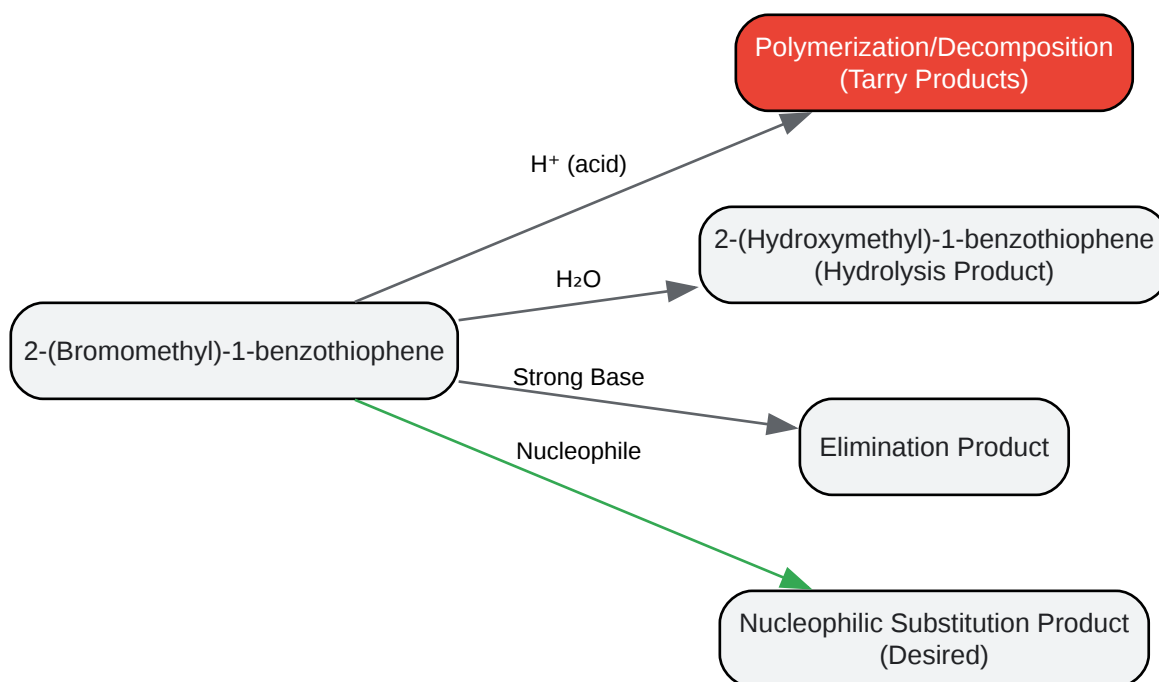 Polymerization/Decomposition
(Tarry Products)
H⁺ (acid)
2-(Hydroxymethyl)-1-benzothiophene
(Hydrolysis Product)
H₂O
2-(Bromomethyl)-1-benzothiophene
Strong Base
Elimination Product
Nucleophile
Nucleophilic Substitution Product
(Desired)